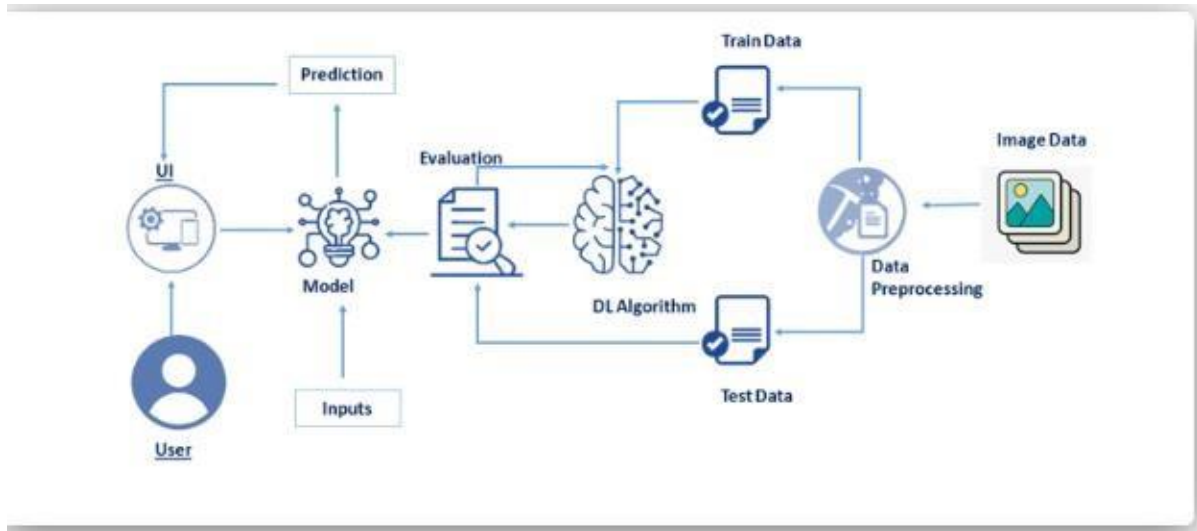 Train Data
Prediction
Image Data
Evaluation
UI
Data
Preprocessing
Model
DL Algorithm
Test Data
Inputs
User